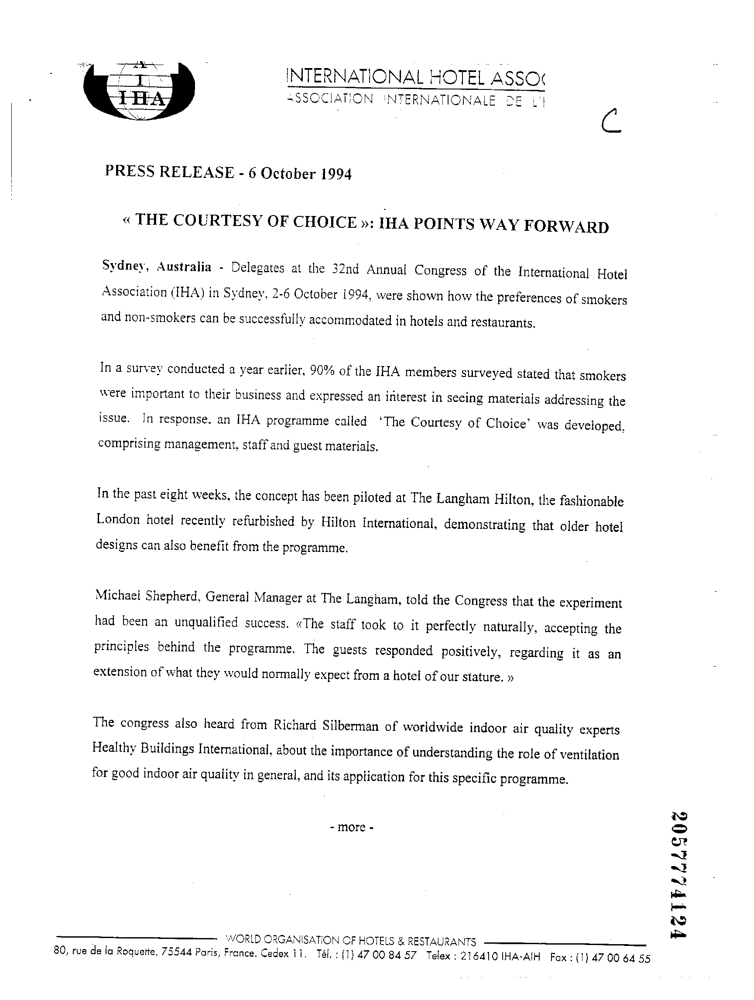 A
I
IHA
INTERNATIONAL HOTEL ASSO
ASSOCIATION INTERNATIONALE DE L'
C
PRESS RELEASE - 6 October 1994
« THE COURTESY OF CHOICE »: IHA POINTS WAY FORWARD
Sydney, Australia - Delegates at the 32nd Annual Congress of the International Hotel
Association (IHA) in Sydney, 2-6 October 1994, were shown how the preferences of smokers
and non-smokers can be successfully accommodated in hotels and restaurants.
In a survey conducted a year earlier, 90% of the IHA members surveyed stated that smokers
were important to their business and expressed an interest in seeing materials addressing the
issue. In response, an IHA programme called 'The Courtesy of Choice' was developed,
comprising management, staff and guest materials.
In the past eight weeks, the concept has been piloted at The Langham Hilton, the fashionable
London hotel recently refurbished by Hilton International, demonstrating that older hotel
designs can also benefit from the programme.
Michael Shepherd, General Manager at The Langham, told the Congress that the experiment
had been an unqualified success. «The staff took to it perfectly naturally, accepting the
principles behind the programme. The guests responded positively, regarding it as an
extension of what they would normally expect from a hotel of our stature. »
The congress also heard from Richard Silberman of worldwide indoor air quality experts
Healthy Buildings International, about the importance of understanding the role of ventilation
for good indoor air quality in general, and its application for this specific programme.
- more -
2057774124
WORLD ORGANISATION OF HOTELS & RESTAURANTS
80, rue de la Roquette, 75544 Paris, France. Cedex 11. Tél. : (1) 47 00 84 57 Telex : 216410 IHA-AIH Fax : (1) 47 00 64 55